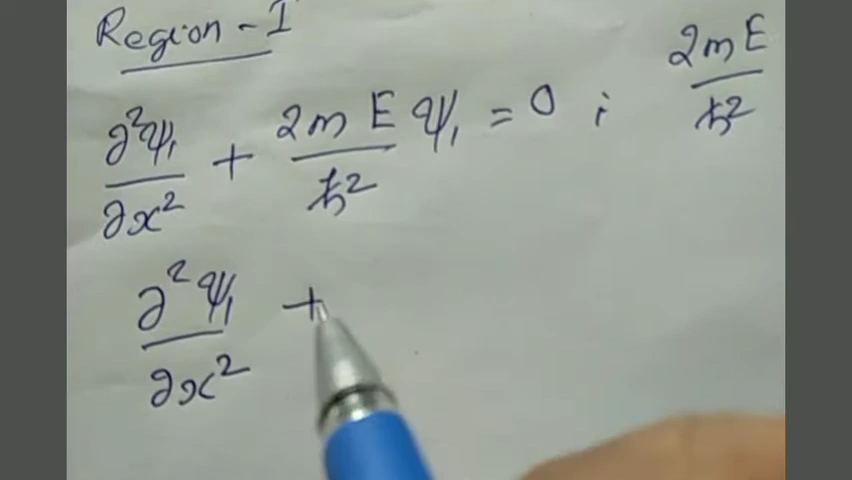 Region - I
∂²ψ₁/∂x² + 2mE/ℏ² ψ₁ = 0 ; 2mE/ℏ²
∂²ψ₁/∂x² +